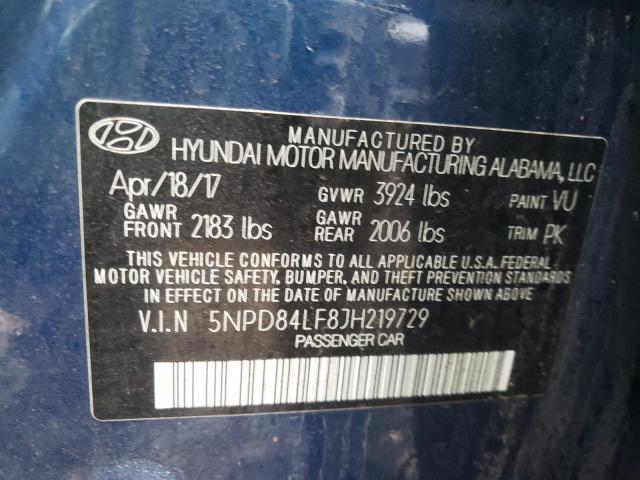 MANUFACTURED BY
HYUNDAI MOTOR MANUFACTURING ALABAMA, LLC
Apr/18/17 GVWR 3924 lbs PAINT VU
GAWR FRONT 2183 lbs GAWR REAR 2006 lbs TRIM PK
THIS VEHICLE CONFORMS TO ALL APPLICABLE U.S.A. FEDERAL
MOTOR VEHICLE SAFETY, BUMPER, AND THEFT PREVENTION STANDARDS
IN EFFECT ON THE DATE OF MANUFACTURE SHOWN ABOVE.
V.I.N 5NPD84LF8JH219729
PASSENGER CAR